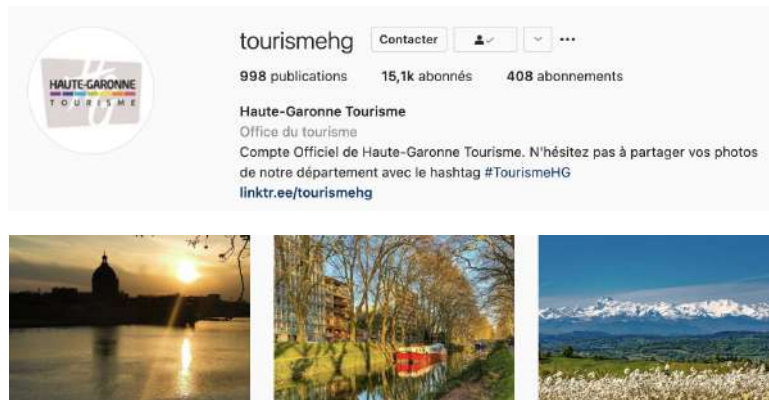 HAUTE-GARONNE
TOURISME
tourismehg Contacter
998 publications 15,1k abonnés 408 abonnements
Haute-Garonne Tourisme
Office du tourisme
Compte Officiel de Haute-Garonne Tourisme. N'hésitez pas à partager vos photos
de notre département avec le hashtag #TourismeHG
linktr.ee/tourismehg